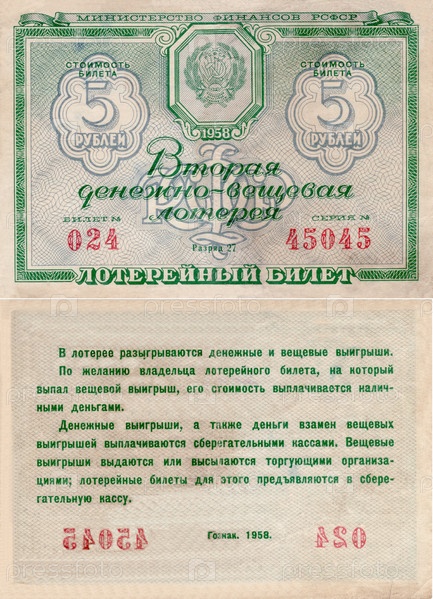 МИНИСТЕРСТВО ФИНАНСОВ РСФСР
СТОИМОСТЬ БИЛЕТА
5
РУБЛЕЙ
1958
СТОИМОСТЬ БИЛЕТА
5
РУБЛЕЙ
Вторая
денежно-вещевая
лотерея
БИЛЕТ №
024
Разряд 27
СЕРИЯ №
45045
ЛОТЕРЕЙНЫЙ БИЛЕТ
В лотерее разыгрываются денежные и вещевые выигрыши.
По желанию владельца лотерейного билета, на который
выпал вещевой выигрыш, его стоимость выплачивается налич-
ными деньгами.
Денежные выигрыши, а также деньги взамен вещевых
выигрышей выплачиваются сберегательными кассами. Вещевые
выигрыши выдаются или высылаются торгующими организа-
циями; лотерейные билеты для этого предъявляются в сбере-
гательную кассу.
45045
Гознак. 1958.
024